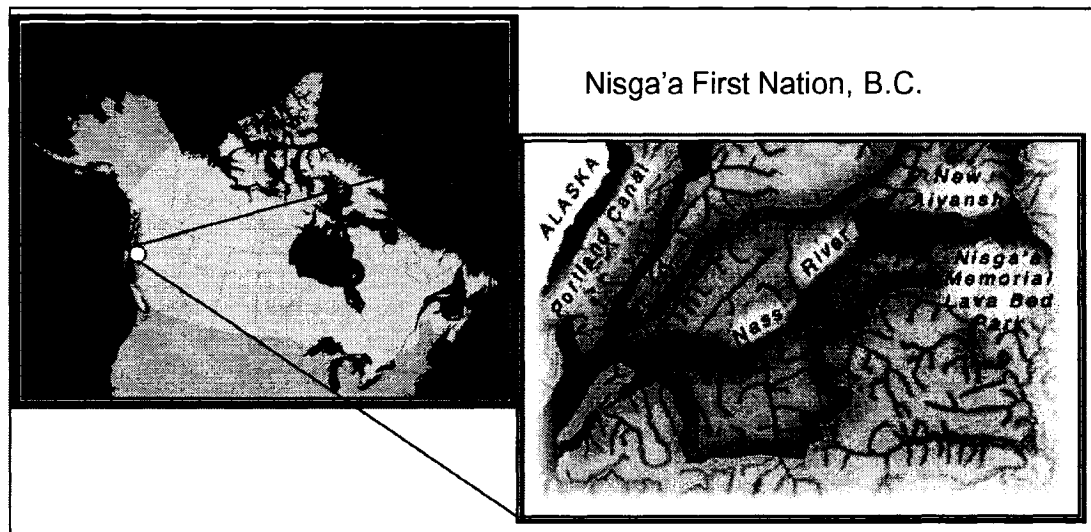 Nisga'a First Nation, B.C.
ALASKA
Portland Canal
Nass
River
New
Aiyansh
Nisga'a
Memorial
Lava Bed
Park